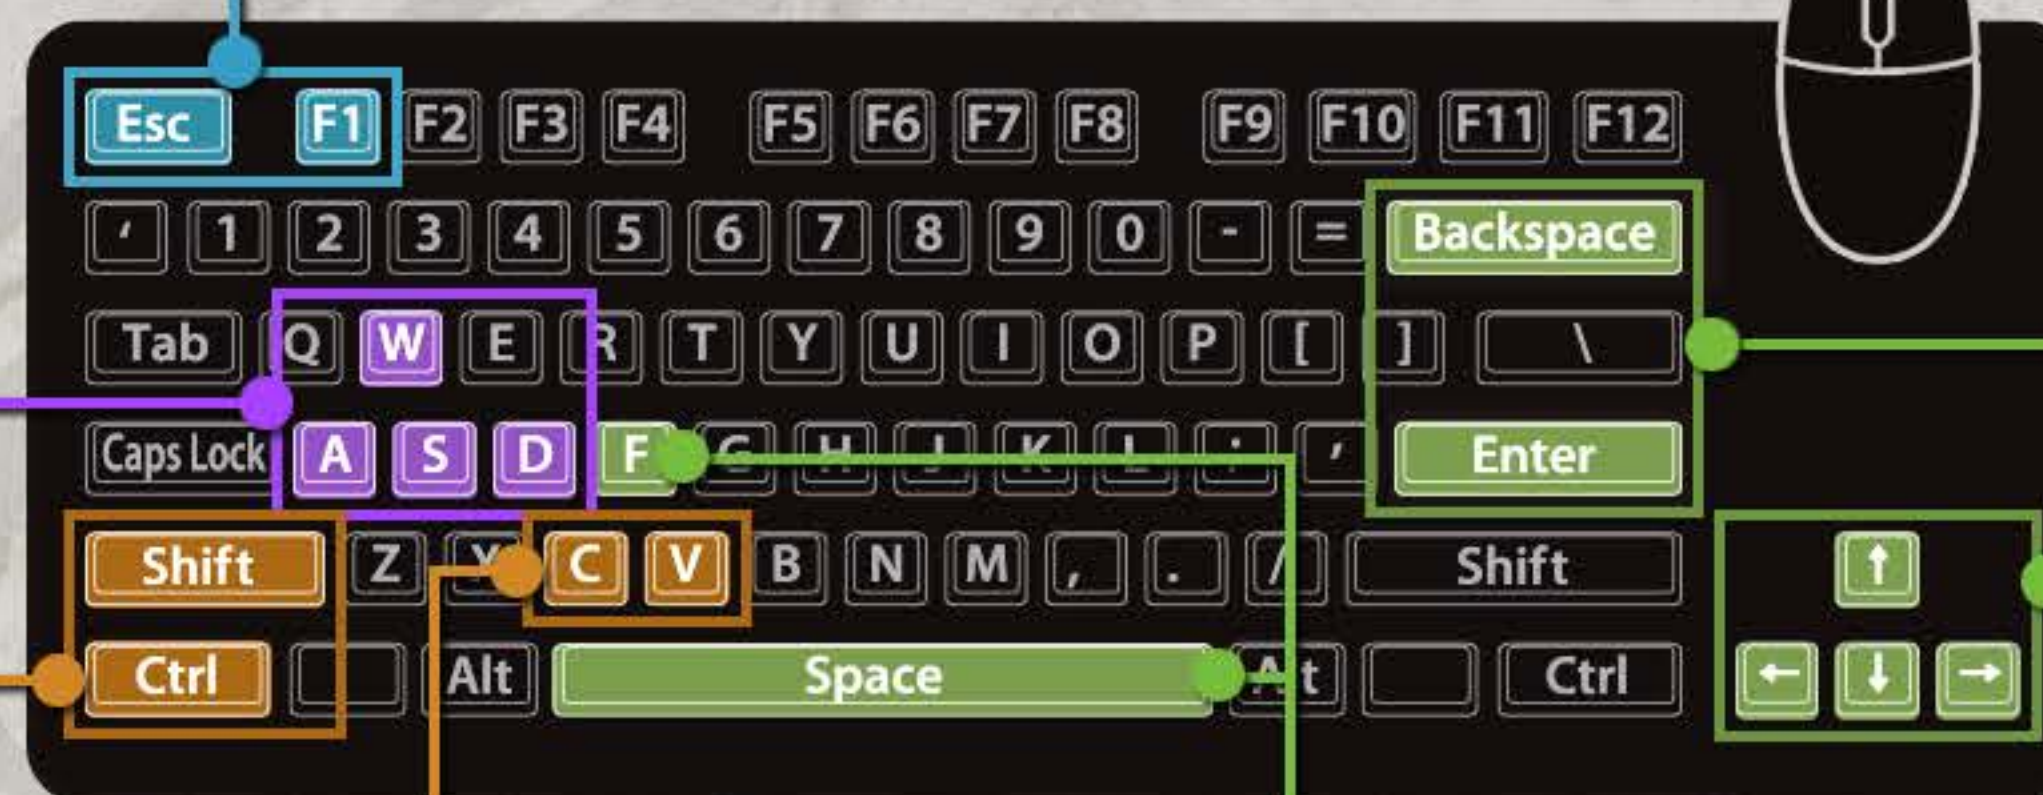 Esc F1 F2 F3 F4 F5 F6 F7 F8 F9 F10 F11 F12
′ 1 2 3 4 5 6 7 8 9 0 - = Backspace
Tab Q W E R T Y U I O P [ ] \
Caps Lock A S D F G H J K L ; ′ Enter
Shift Z X C V B N M , . / Shift ↑
Ctrl Alt Space Alt Ctrl ← ↓ →